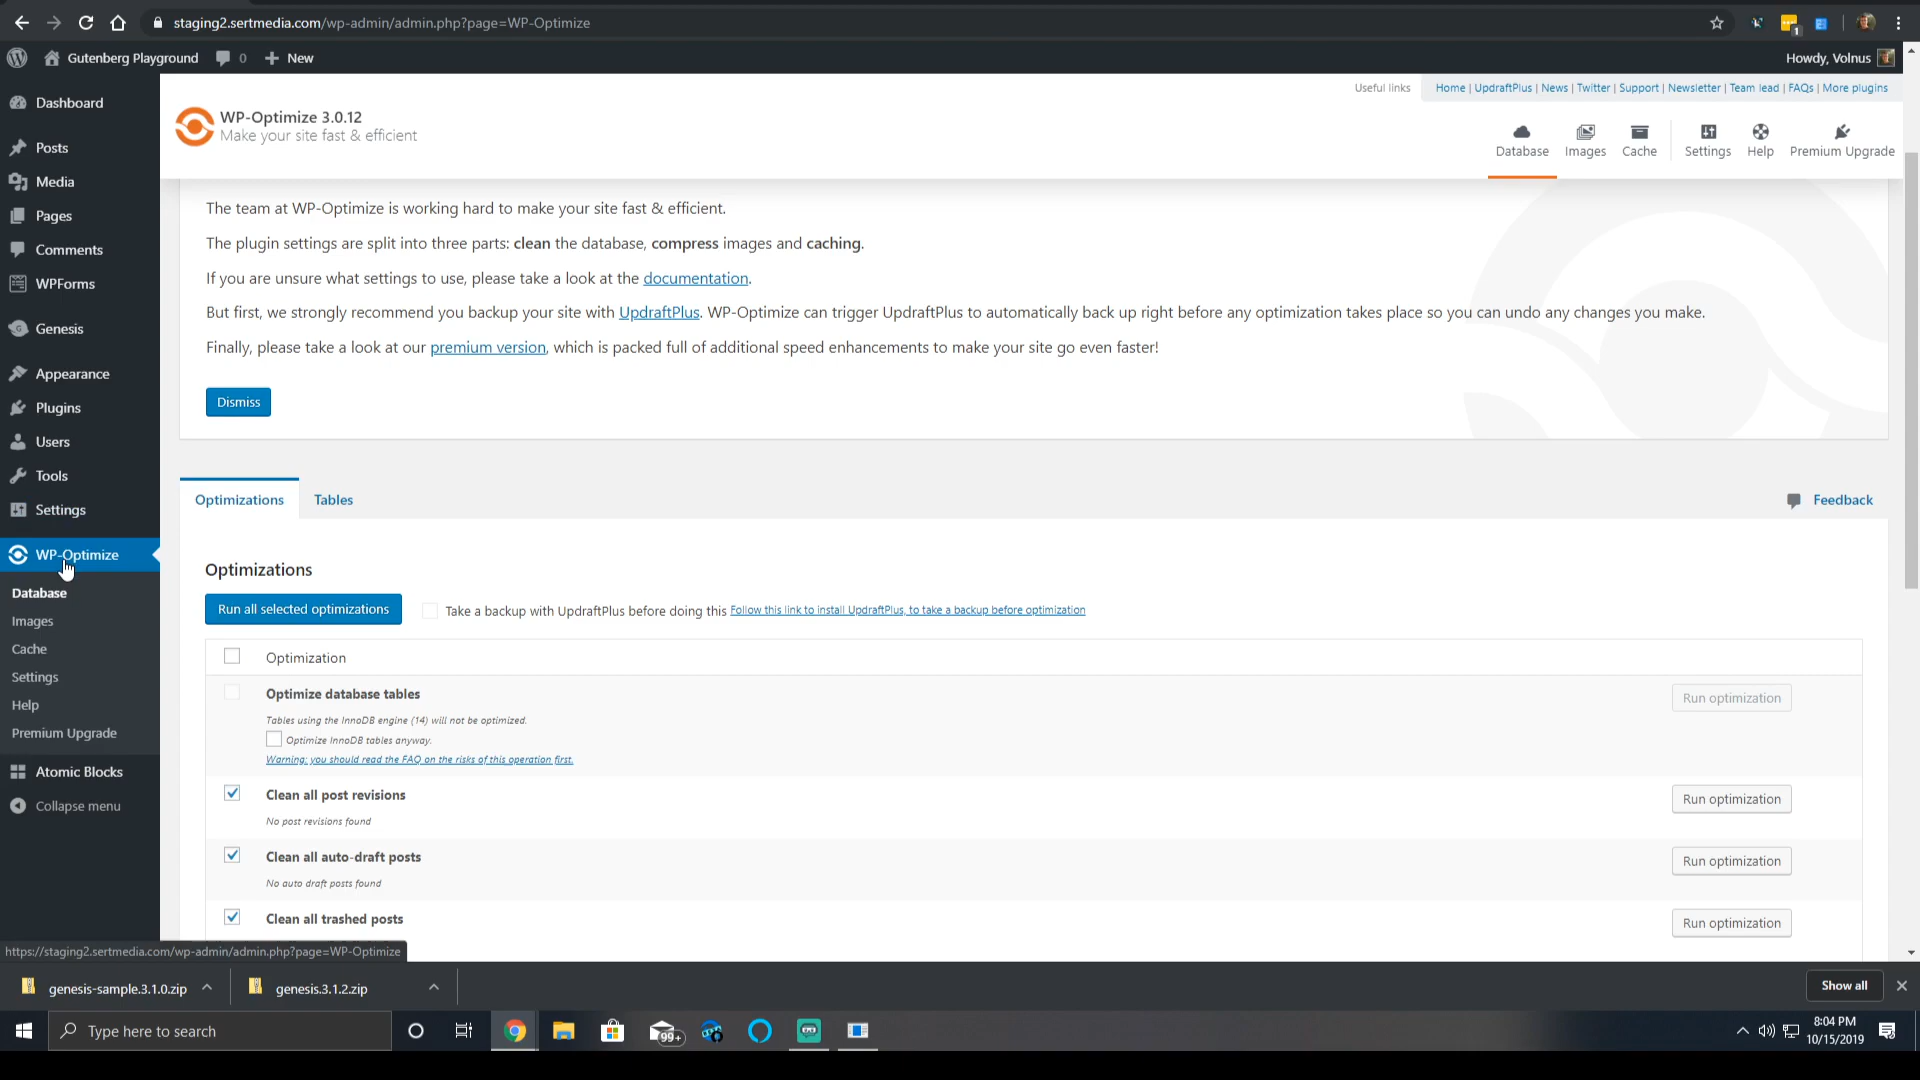 staging2.sertmedia.com/wp-admin/admin.php?page=WP-Optimize
1
Gutenberg Playground 0 New Howdy, Volnus
Useful links Home | UpdraftPlus | News | Twitter | Support | Newsletter | Team lead | FAQs | More plugins
WP-Optimize 3.0.12
Make your site fast & efficient
Database Images Cache Settings Help Premium Upgrade
Dashboard
Posts
Media
Pages
Comments
WPForms
Genesis
Appearance
Plugins
Users
Tools
Settings
WP-Optimize
Database
Images
Cache
Settings
Help
Premium Upgrade
Atomic Blocks
Collapse menu
The team at WP-Optimize is working hard to make your site fast & efficient.
The plugin settings are split into three parts: clean the database, compress images and caching.
If you are unsure what settings to use, please take a look at the documentation.
But first, we strongly recommend you backup your site with UpdraftPlus. WP-Optimize can trigger UpdraftPlus to automatically back up right before any optimization takes place so you can undo any changes you make.
Finally, please take a look at our premium version, which is packed full of additional speed enhancements to make your site go even faster!
Dismiss
Optimizations Tables Feedback
Optimizations
Run all selected optimizations Take a backup with UpdraftPlus before doing this Follow this link to install UpdraftPlus, to take a backup before optimization
Optimization
Optimize database tables Run optimization
Tables using the InnoDB engine (14) will not be optimized.
Optimize InnoDB tables anyway.
Warning: you should read the FAQ on the risks of this operation first.
Clean all post revisions Run optimization
No post revisions found
Clean all auto-draft posts Run optimization
No auto draft posts found
Clean all trashed posts Run optimization
https://staging2.sertmedia.com/wp-admin/admin.php?page=WP-Optimize
genesis-sample.3.1.0.zip genesis.3.1.2.zip Show all
Type here to search 99+ 8:04 PM
10/15/2019